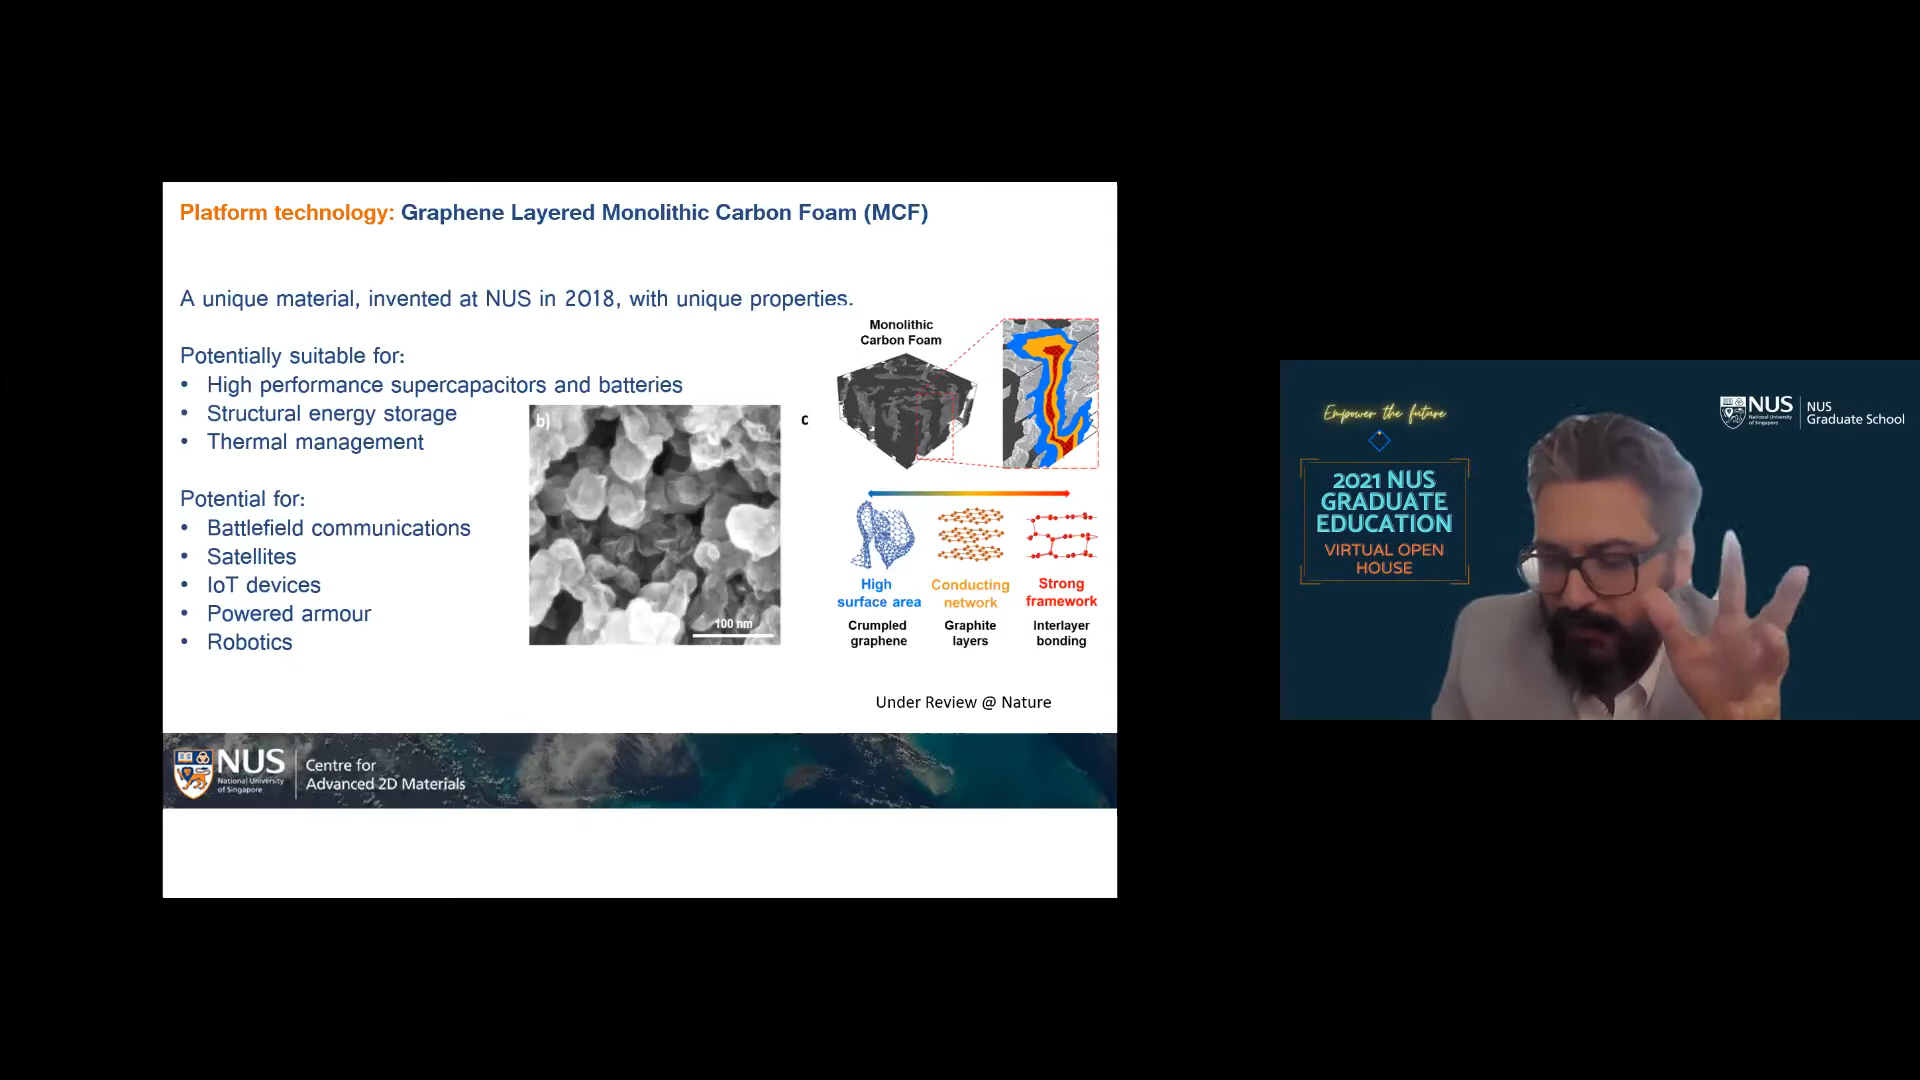 Platform technology: Graphene Layered Monolithic Carbon Foam (MCF)
A unique material, invented at NUS in 2018, with unique properties.
Potentially suitable for:
• High performance supercapacitors and batteries
• Structural energy storage
• Thermal management
Potential for:
• Battlefield communications
• Satellites
• IoT devices
• Powered armour
• Robotics
b)
100 nm
c
Monolithic
Carbon Foam
High
surface area
Crumpled
graphene
Conducting
network
Graphite
layers
Strong
framework
Interlayer
bonding
Under Review @ Nature
NUS
National University
of Singapore
Centre for
Advanced 2D Materials
Empower the future
2021 NUS
GRADUATE
EDUCATION
VIRTUAL OPEN
HOUSE
NUS
National University
of Singapore
NUS
Graduate School